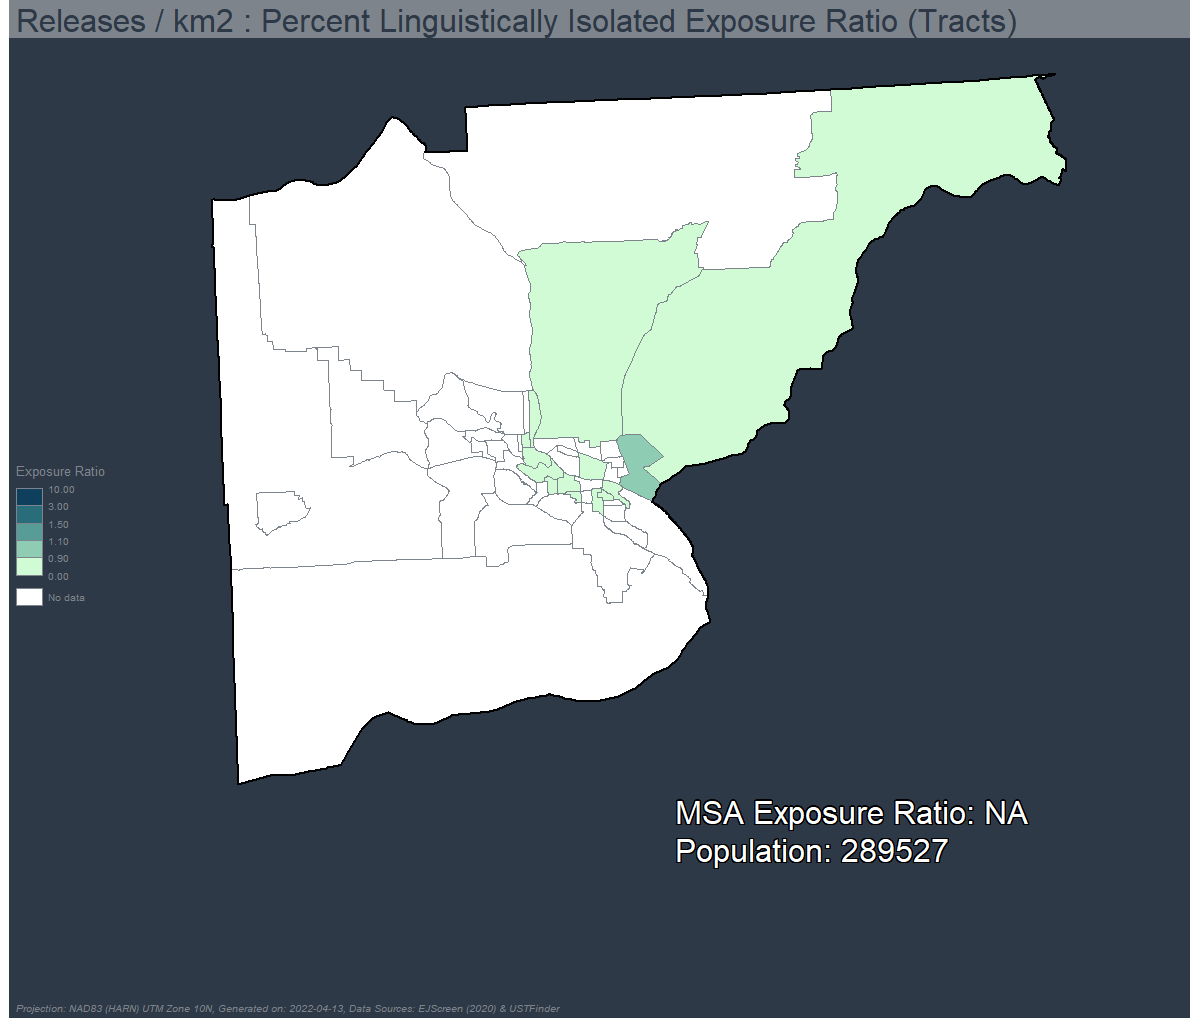 Releases / km2 : Percent Linguistically Isolated Exposure Ratio (Tracts)
Exposure Ratio
10.00
3.00
1.50
1.10
0.90
0.00
No data
MSA Exposure Ratio: NA
Population: 289527
Projection: NAD83 (HARN) UTM Zone 10N, Generated on: 2022-04-13, Data Sources: EJScreen (2020) & USTFinder